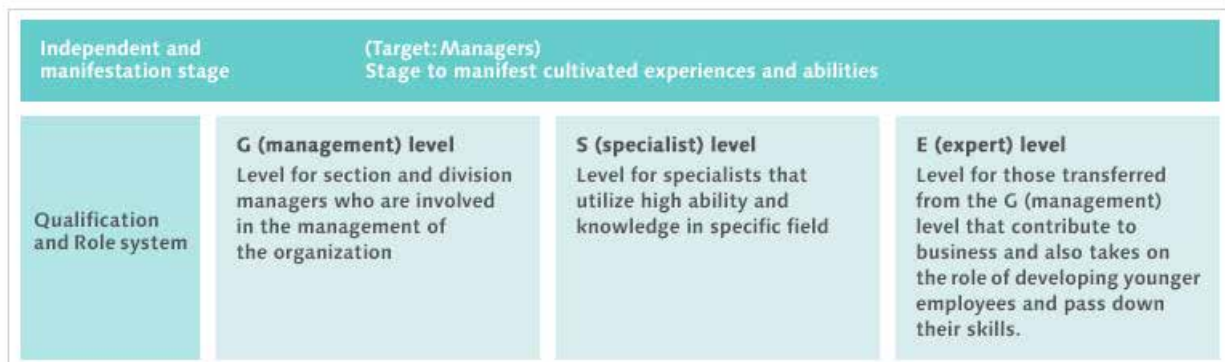 Independent and
manifestation stage
(Target: Managers)
Stage to manifest cultivated experiences and abilities
Qualification
and Role system
G (management) level
Level for section and division
managers who are involved
in the management of
the organization
S (specialist) level
Level for specialists that
utilize high ability and
knowledge in specific field
E (expert) level
Level for those transferred
from the G (management)
level that contribute to
business and also takes on
the role of developing younger
employees and pass down
their skills.